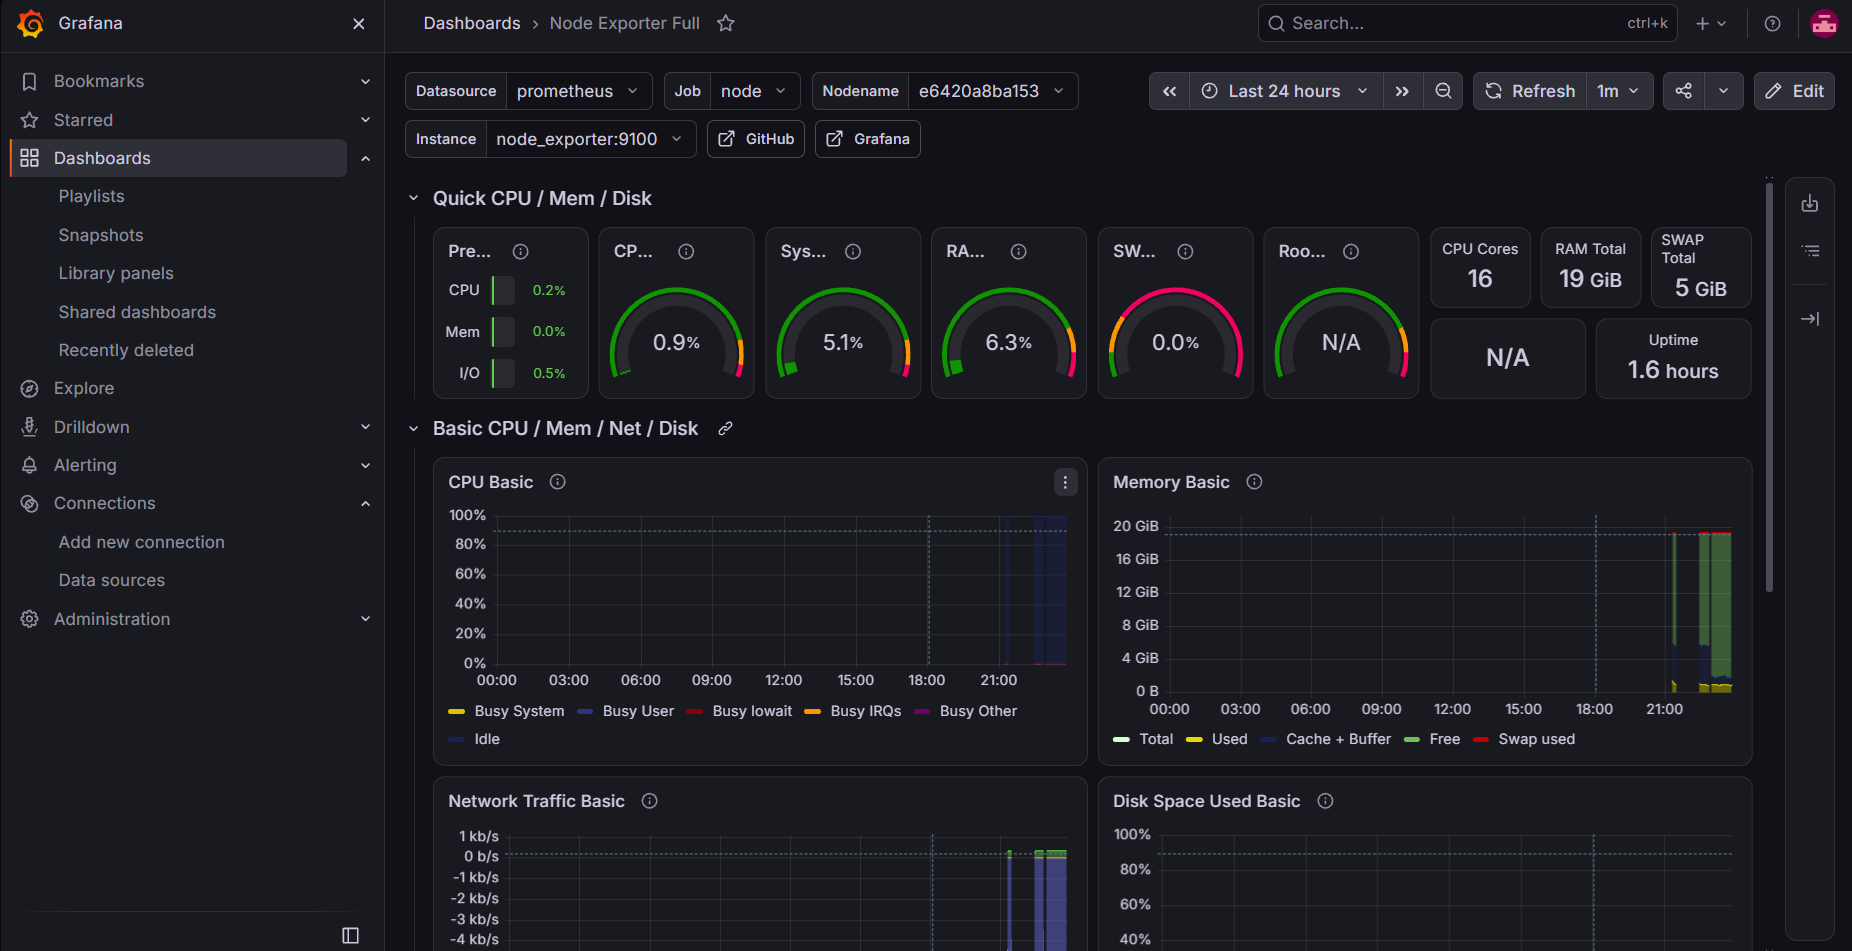 Grafana
Dashboards › Node Exporter Full
Search...
ctrl+k
Bookmarks
Starred
Dashboards
Playlists
Snapshots
Library panels
Shared dashboards
Recently deleted
Explore
Drilldown
Alerting
Connections
Add new connection
Data sources
Administration
Datasource prometheus
Job node
Nodename e6420a8ba153
Last 24 hours
Refresh 1m
Edit
Instance node_exporter:9100
GitHub
Grafana
Quick CPU / Mem / Disk
Pre...
CPU 0.2%
Mem 0.0%
I/O 0.5%
CP...
0.9%
Sys...
5.1%
RA...
6.3%
SW...
0.0%
Roo...
N/A
CPU Cores
16
RAM Total
19 GiB
SWAP
Total
5 GiB
N/A
Uptime
1.6 hours
Basic CPU / Mem / Net / Disk
CPU Basic
100%
80%
60%
40%
20%
0%
00:00 03:00 06:00 09:00 12:00 15:00 18:00 21:00
Busy System Busy User Busy Iowait Busy IRQs Busy Other
Idle
Memory Basic
20 GiB
16 GiB
12 GiB
8 GiB
4 GiB
0 B
00:00 03:00 06:00 09:00 12:00 15:00 18:00 21:00
Total Used Cache + Buffer Free Swap used
Network Traffic Basic
1 kb/s
0 b/s
-1 kb/s
-2 kb/s
-3 kb/s
-4 kb/s
Disk Space Used Basic
100%
80%
60%
40%